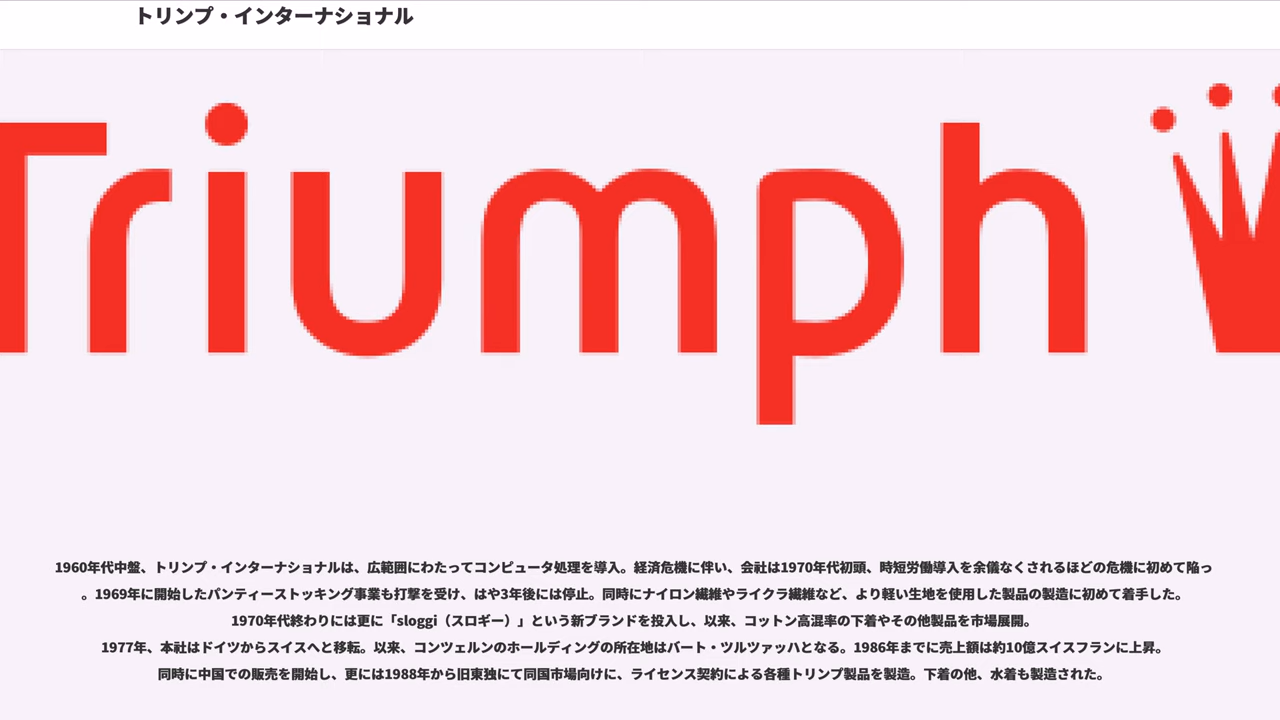 トリンプ・インターナショナル
Triumph
1960年代中盤、トリンプ・インターナショナルは、広範囲にわたってコンピュータ処理を導入。経済危機に伴い、会社は1970年代初頭、時短労働導入を余儀なくされるほどの危機に初めて陥っ
。1969年に開始したパンティーストッキング事業も打撃を受け、はや3年後には停止。同時にナイロン繊維やライクラ繊維など、より軽い生地を使用した製品の製造に初めて着手した。
1970年代終わりには更に「sloggi（スロギー）」という新ブランドを投入し、以来、コットン高混率の下着やその他製品を市場展開。
1977年、本社はドイツからスイスへと移転。以来、コンツェルンのホールディングの所在地はバート・ツルツァッハとなる。1986年までに売上額は約10億スイスフランに上昇。
同時に中国での販売を開始し、更には1988年から旧東独にて同国市場向けに、ライセンス契約による各種トリンプ製品を製造。下着の他、水着も製造された。